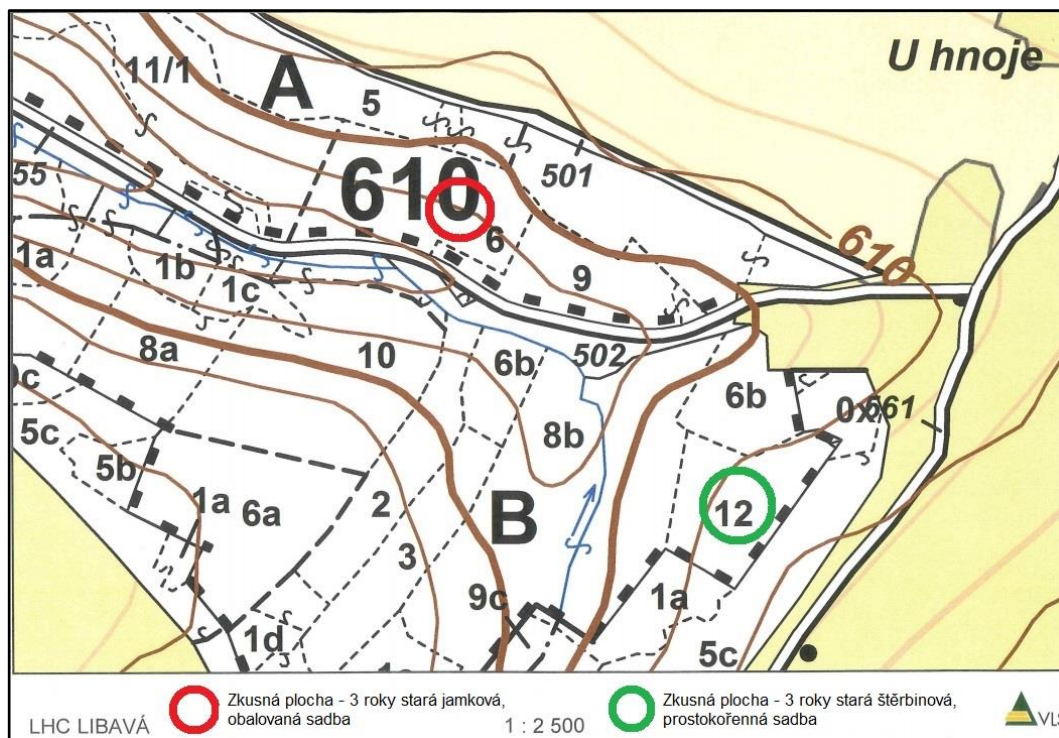 U hnoje
11/1
A
5
610
501
55
6
610
9
1a
1b
1c
8a
10
6b
502
6b
0x
561
5c
8b
5b
1a
6a
2
B
12
3
9c
1a
1d
5c
Zkusná plocha - 3 roky stará jamková,
obalovaná sadba
Zkusná plocha - 3 roky stará štěrbinová,
prostokořenná sadba
LHC LIBAVÁ
1 : 2 500